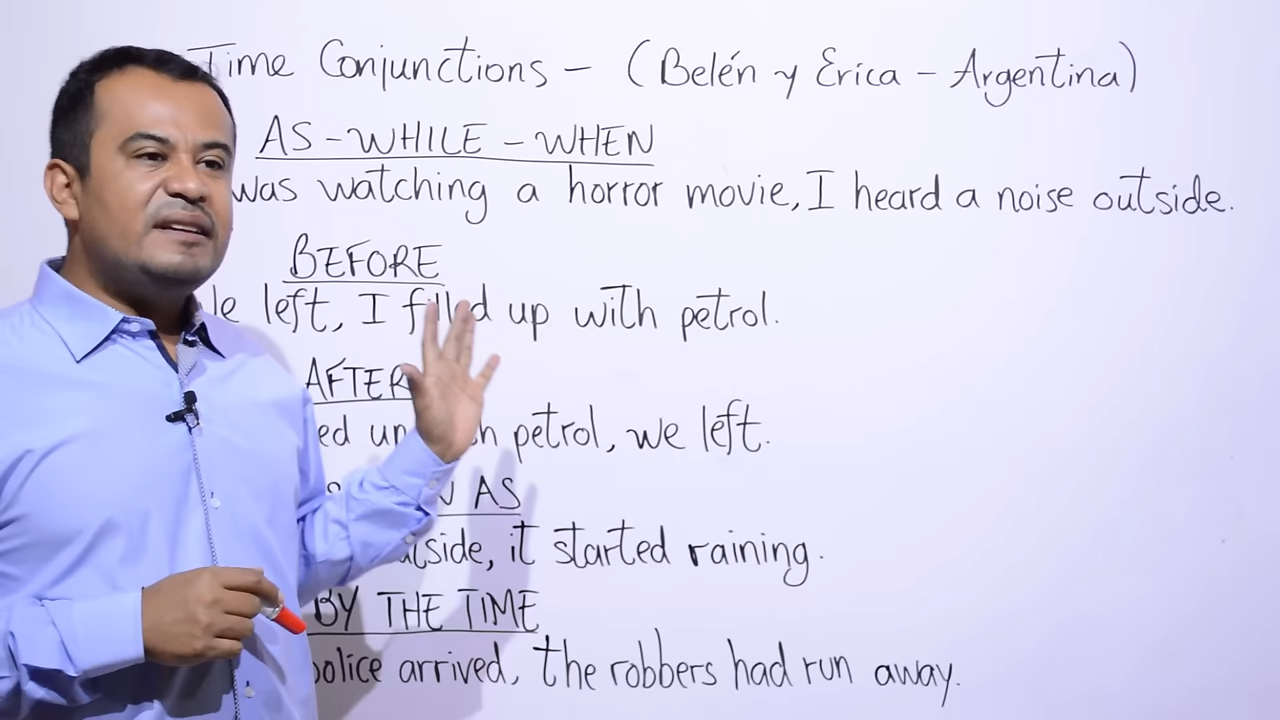 Time Conjunctions - (Belén y Erica - Argentina)
AS - WHILE - WHEN
was watching a horror movie, I heard a noise outside.
BEFORE
left, I filled up with petrol.
AFTER
petrol, we left.
AS
it started raining.
BY THE TIME
police arrived, the robbers had run away.